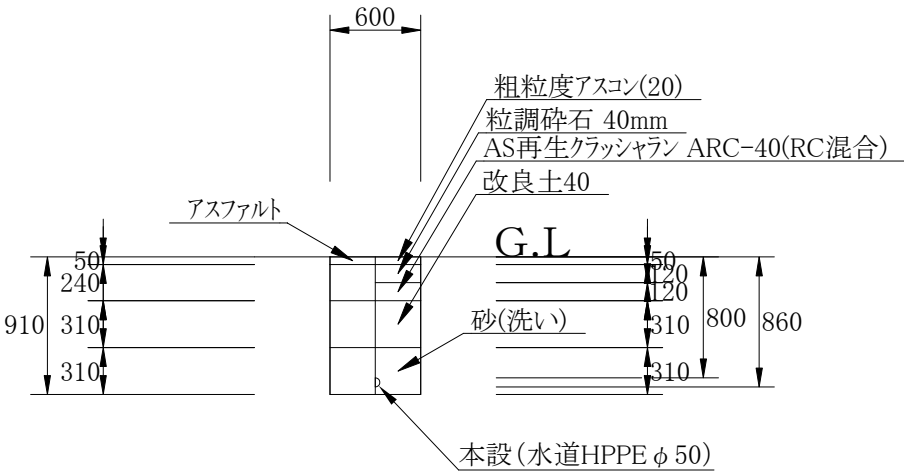 600
粗粒度アスコン(20)
粒調砕石 40mm
AS再生クラッシャラン ARC-40(RC混合)
改良土40
アスファルト
G.L
50
240
310
310
910
50
120
120
310
310
800
860
砂(洗い)
本設(水道HPPEφ50)